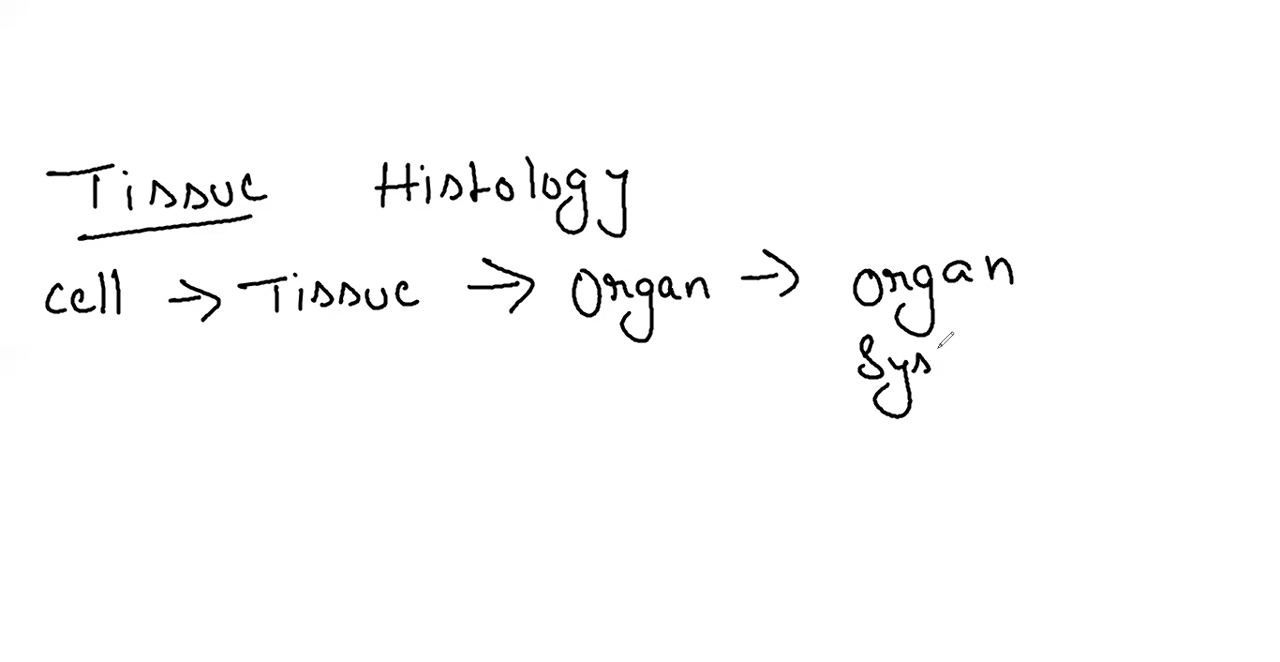 Tissue Histology
cell → Tissue → Organ → organ
Sys